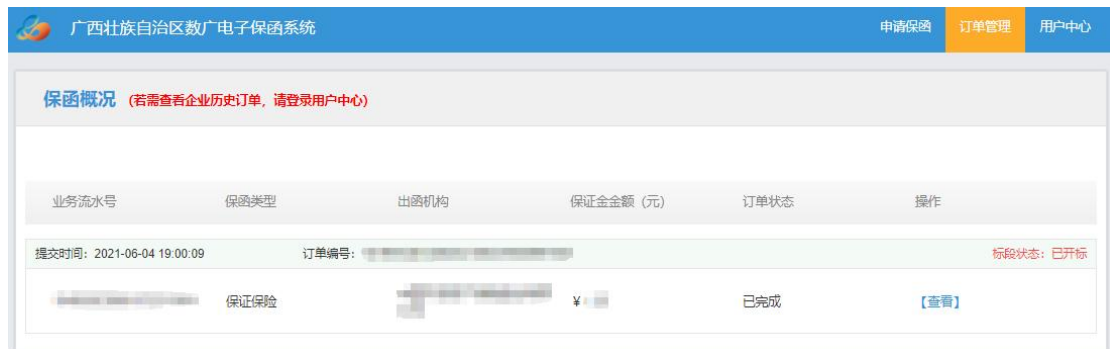 广西壮族自治区数广电子保函系统 申请保函 订单管理 用户中心
保函概况 (若需查看企业历史订单, 请登录用户中心)
业务流水号 保函类型 出函机构 保证金金额 (元) 订单状态 操作
提交时间: 2021-06-04 19:00:09 订单编号: 标段状态: 已开标
保证保险 ¥ 已完成 【查看】